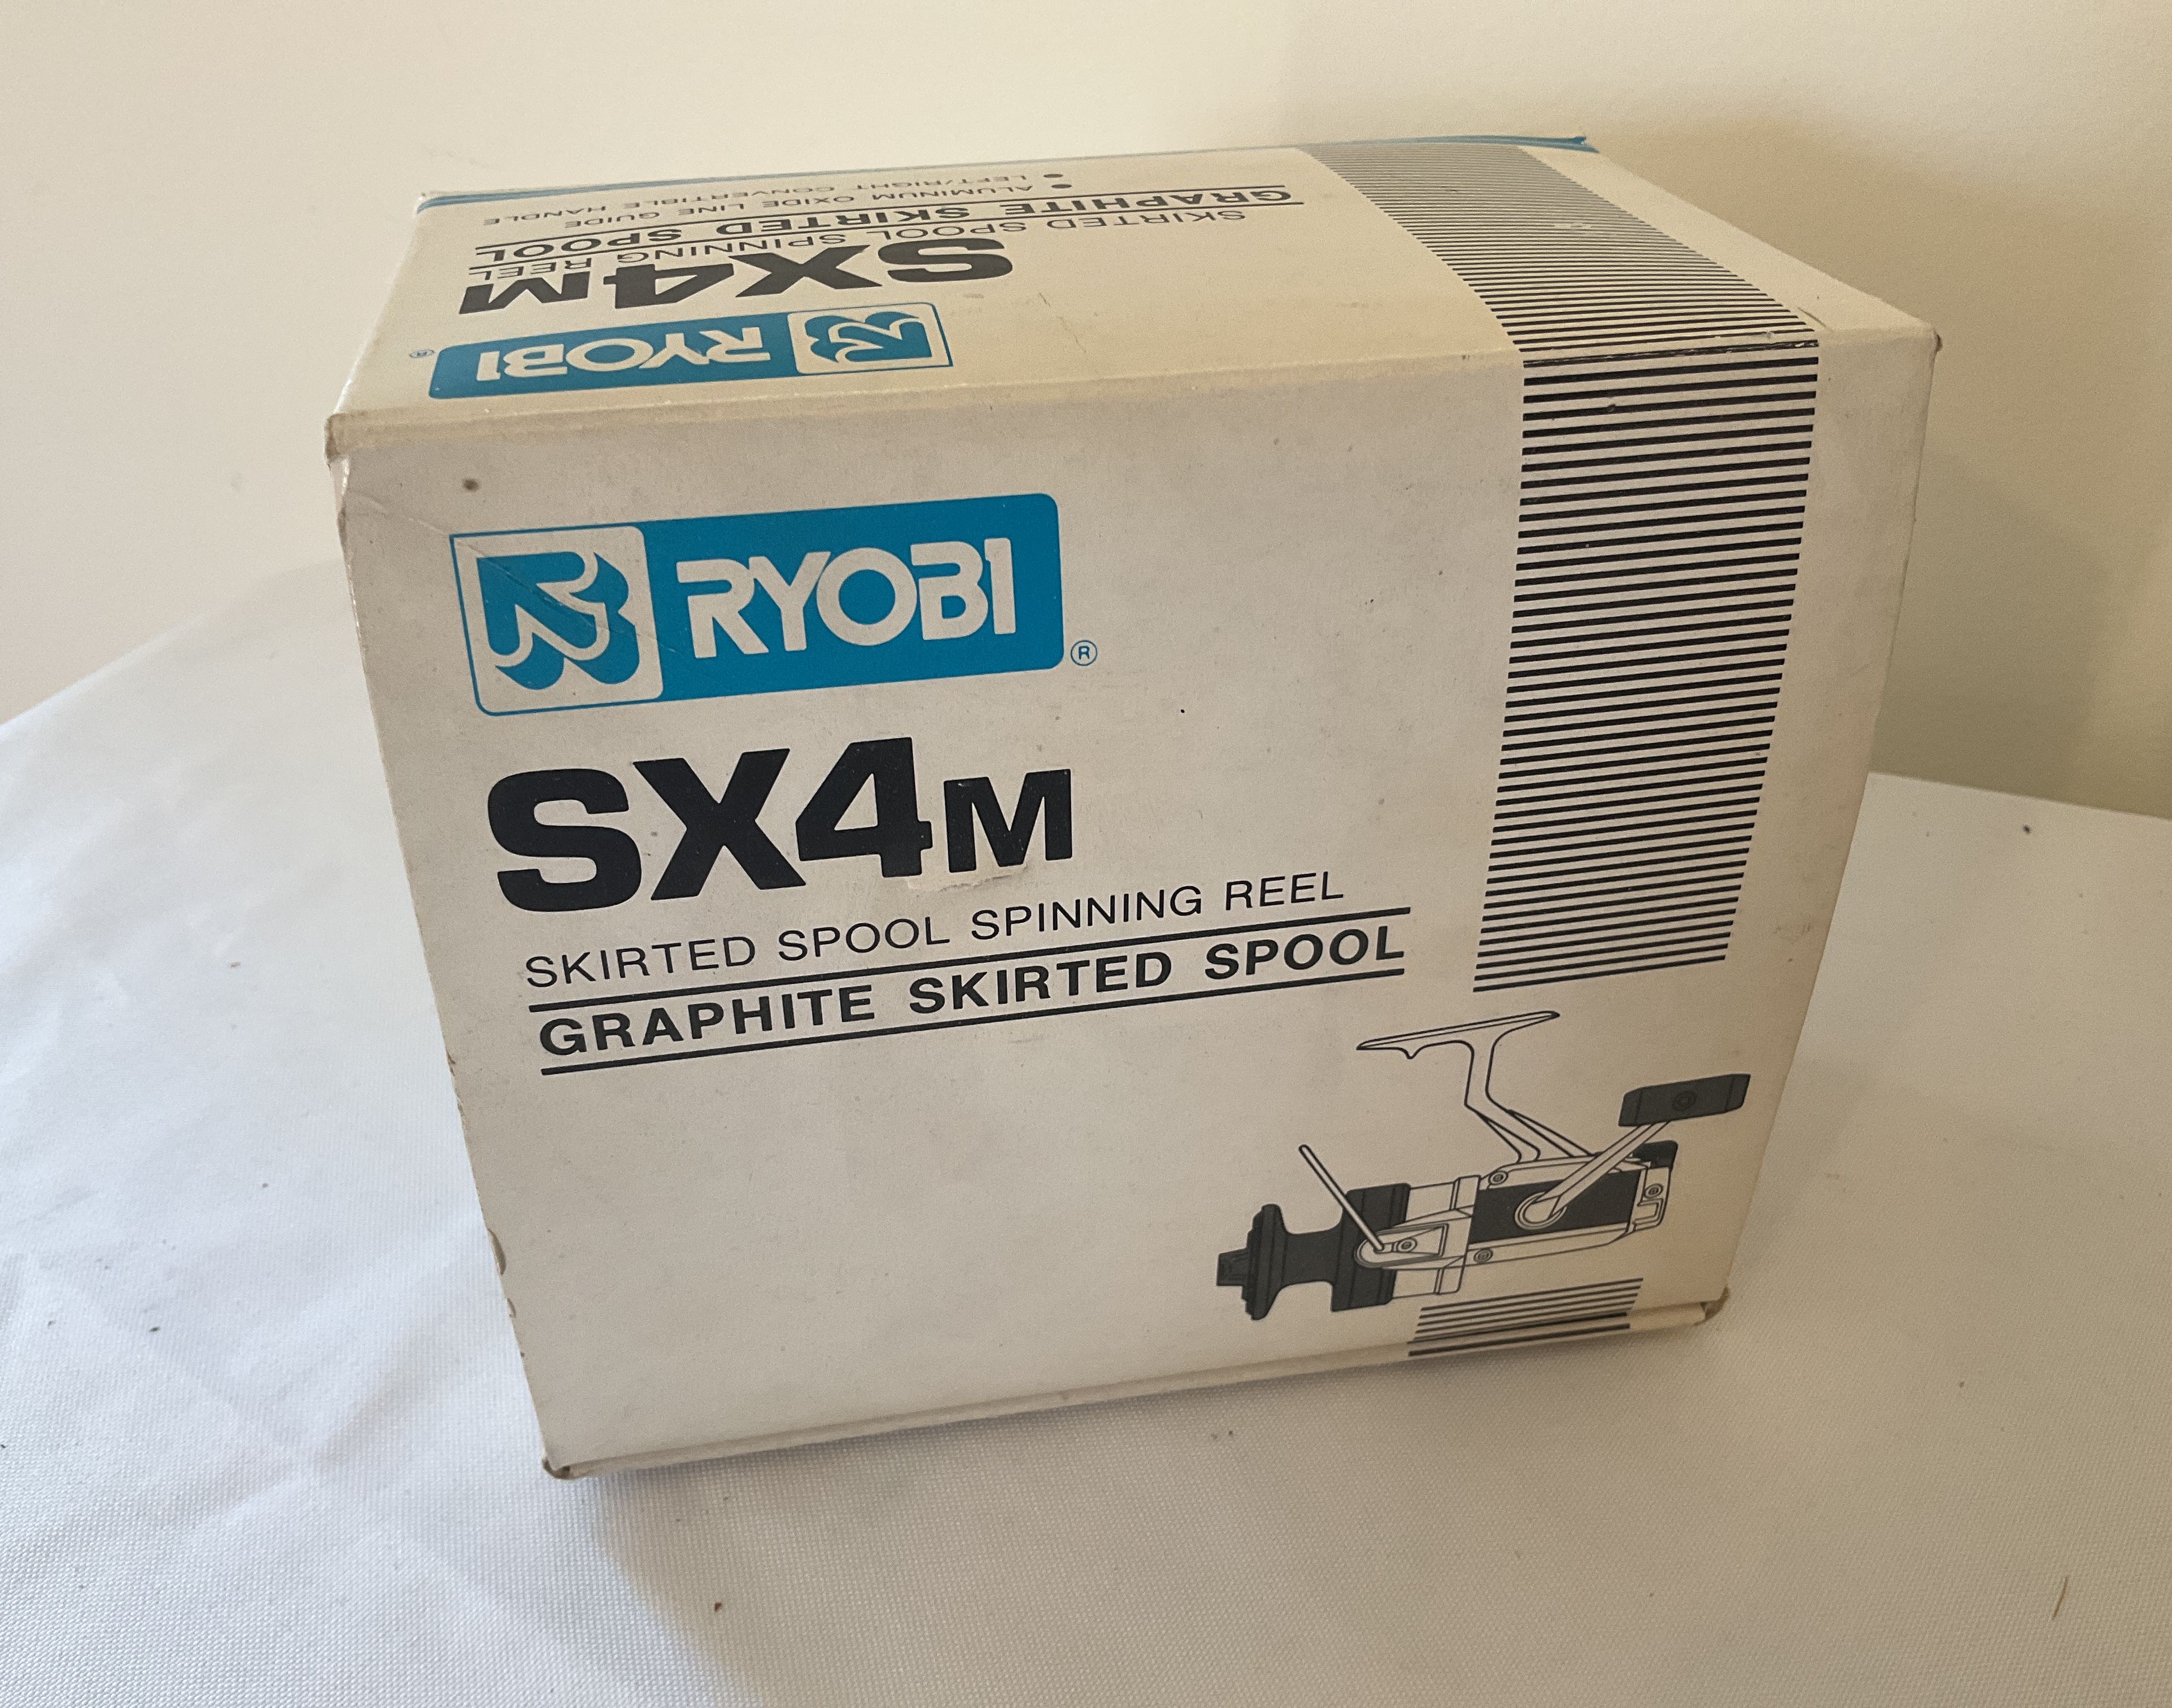 RYOBI®
SX4M
SKIRTED SPOOL SPINNING REEL
GRAPHITE SKIRTED SPOOL
RYOBI®
SX4M
SKIRTED SPOOL SPINNING REEL
GRAPHITE SKIRTED SPOOL
• ALUMINUM OXIDE LINE GUIDE
• LEFT/RIGHT CONVERTIBLE HANDLE